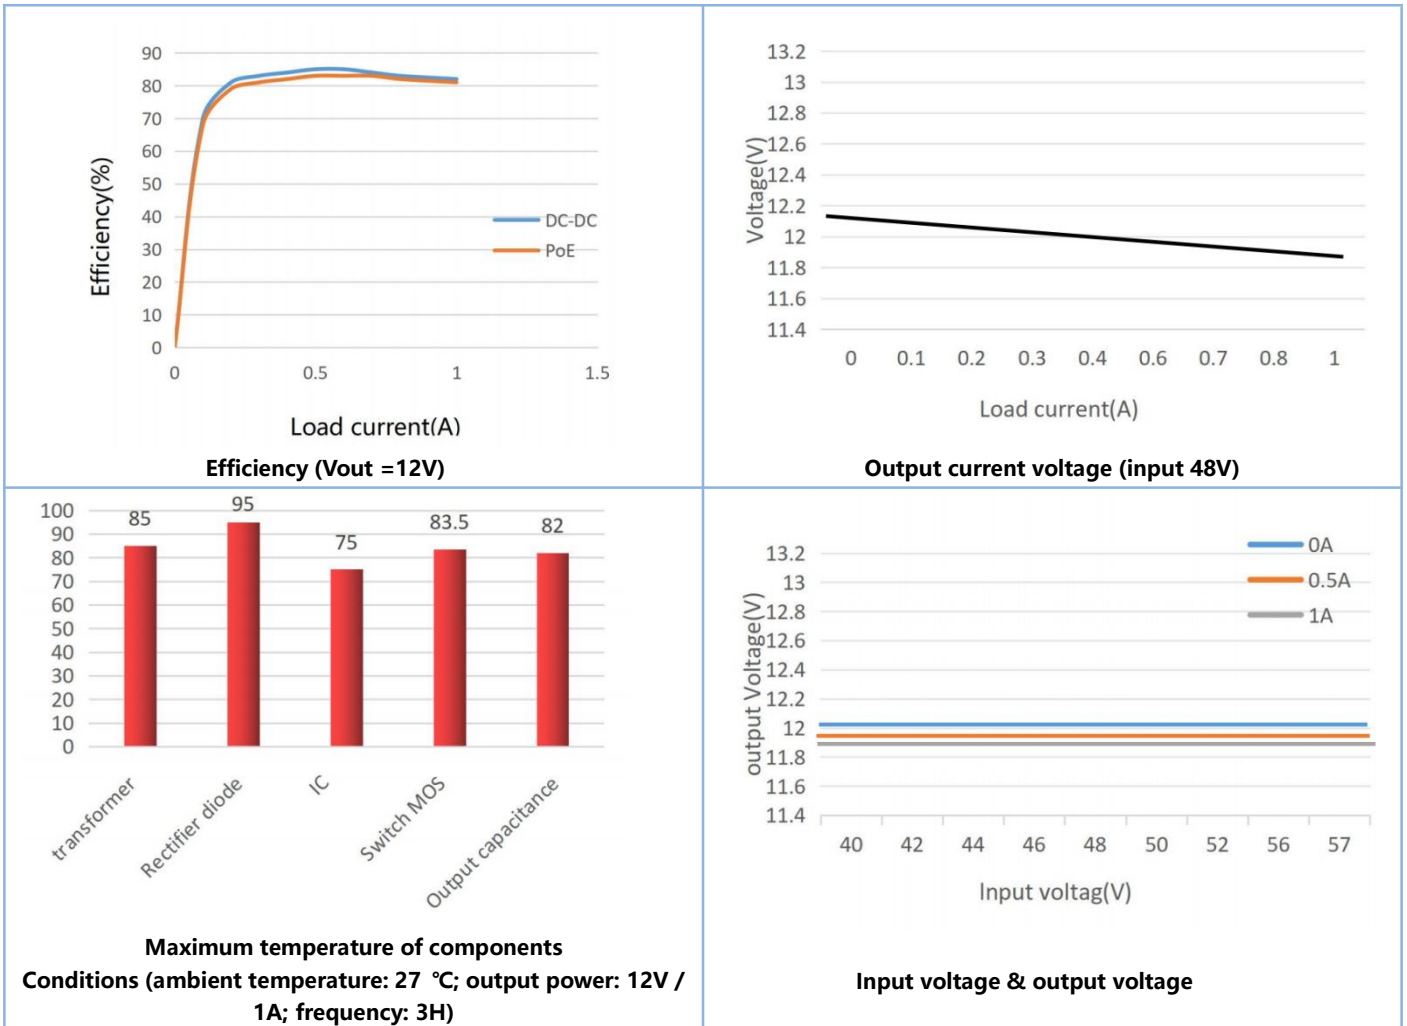 90
80
70
60
50
40
30
20
10
0
Efficiency(%)
DC-DC
PoE
0 0.5 1 1.5
Load current(A)
Efficiency (Vout =12V)
13.2
13
12.8
12.6
12.4
12.2
12
11.8
11.6
11.4
Voltage(V)
0 0.1 0.2 0.3 0.4 0.6 0.7 0.8 1
Load current(A)
Output current voltage (input 48V)
100
90
80
70
60
50
40
30
20
10
0
85
95
75
83.5
82
transformer
Rectifier diode
IC
Switch MOS
Output capacitance
Maximum temperature of components
Conditions (ambient temperature: 27 ℃; output power: 12V /
1A; frequency: 3H)
0A
0.5A
1A
13.2
13
12.8
12.6
12.4
12.2
12
11.8
11.6
11.4
output Voltage(V)
40 42 44 46 48 50 52 56 57
Input voltag(V)
Input voltage & output voltage